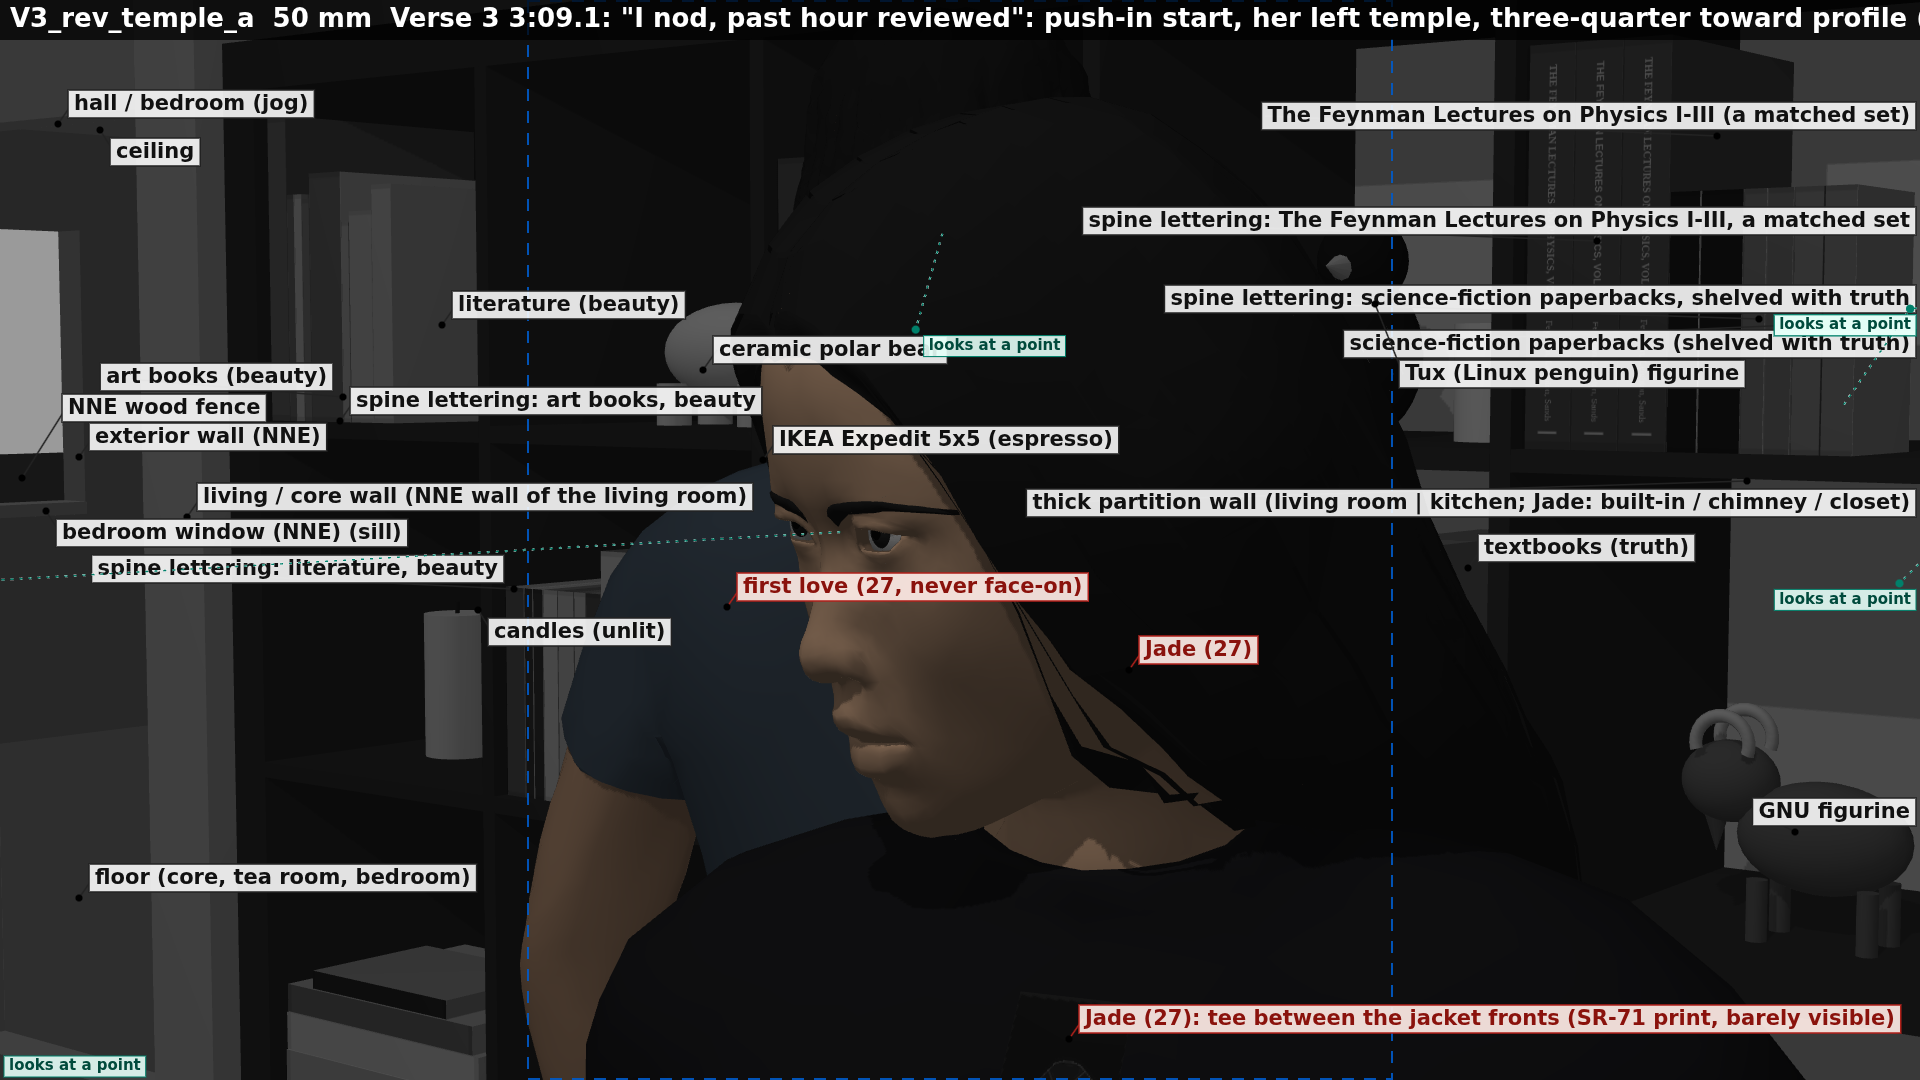 V3_rev_temple_a 50 mm Verse 3 3:09.1: "I nod, past hour reviewed": push-in start, her left temple, three-quarter toward profile (
hall / bedroom (jog)
ceiling
The Feynman Lectures on Physics I-III (a matched set)
spine lettering: The Feynman Lectures on Physics I-III, a matched set
literature (beauty)
spine lettering: science-fiction paperbacks, shelved with truth
looks at a point
ceramic polar
looks at a point
science-fiction paperbacks (shelved with truth)
Tux (Linux penguin) figurine
art books (beauty)
NNE wood fence
spine lettering: art books, beauty
exterior wall (NNE)
IKEA Expedit 5x5 (espresso)
living / core wall (NNE wall of the living room)
thick partition wall (living room | kitchen; Jade: built-in / chimney / closet)
bedroom window (NNE) (sill)
textbooks (truth)
spine lettering: literature, beauty
first love (27, never face-on)
looks at a point
candles (unlit)
Jade (27)
GNU figurine
floor (core, tea room, bedroom)
Jade (27): tee between the jacket fronts (SR-71 print, barely visible)
looks at a point